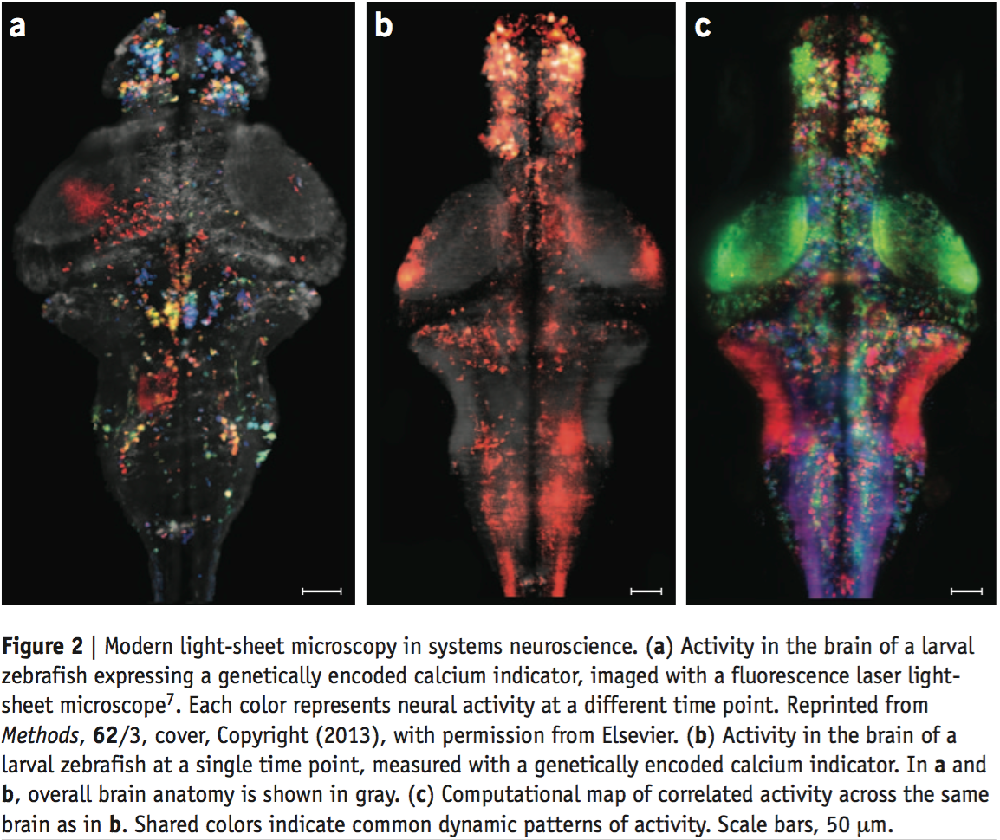 a
b
c
Figure 2 | Modern light-sheet microscopy in systems neuroscience. (a) Activity in the brain of a larval
zebrafish expressing a genetically encoded calcium indicator, imaged with a fluorescence laser light-
sheet microscope7. Each color represents neural activity at a different time point. Reprinted from
Methods, 62/3, cover, Copyright (2013), with permission from Elsevier. (b) Activity in the brain of a
larval zebrafish at a single time point, measured with a genetically encoded calcium indicator. In a and
b, overall brain anatomy is shown in gray. (c) Computational map of correlated activity across the same
brain as in b. Shared colors indicate common dynamic patterns of activity. Scale bars, 50 μm.